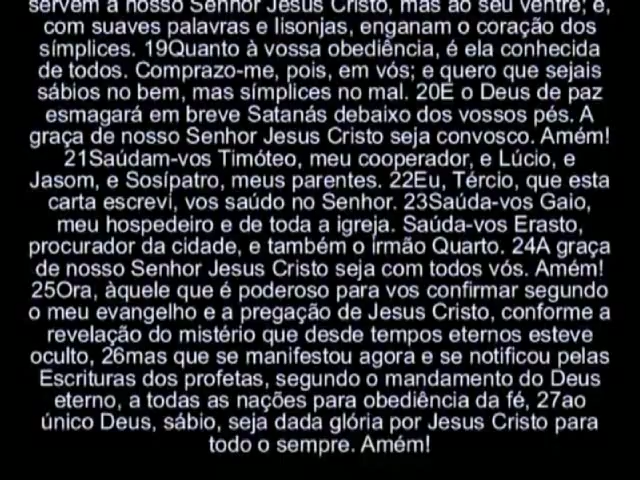 servem a nosso Senhor Jesus Cristo, mas ao seu ventre; e,
com suaves palavras e lisonjas, enganam o coração dos
símplices. 19Quanto à vossa obediência, é ela conhecida
de todos. Comprazo-me, pois, em vós; e quero que sejais
sábios no bem, mas símplices no mal. 20E o Deus de paz
esmagará em breve Satanás debaixo dos vossos pés. A
graça de nosso Senhor Jesus Cristo seja convosco. Amém!
21Saúdam-vos Timóteo, meu cooperador, e Lúcio, e
Jasom, e Sosípatro, meus parentes. 22Eu, Tércio, que esta
carta escrevi, vos saúdo no Senhor. 23Saúda-vos Gaio,
meu hospedeiro e de toda a igreja. Saúda-vos Erasto,
procurador da cidade, e também o irmão Quarto. 24A graça
de nosso Senhor Jesus Cristo seja com todos vós. Amém!
25Ora, àquele que é poderoso para vos confirmar segundo
o meu evangelho e a pregação de Jesus Cristo, conforme a
revelação do mistério que desde tempos eternos esteve
oculto, 26mas que se manifestou agora e se notificou pelas
Escrituras dos profetas, segundo o mandamento do Deus
eterno, a todas as nações para obediência da fé, 27ao
único Deus, sábio, seja dada glória por Jesus Cristo para
todo o sempre. Amém!